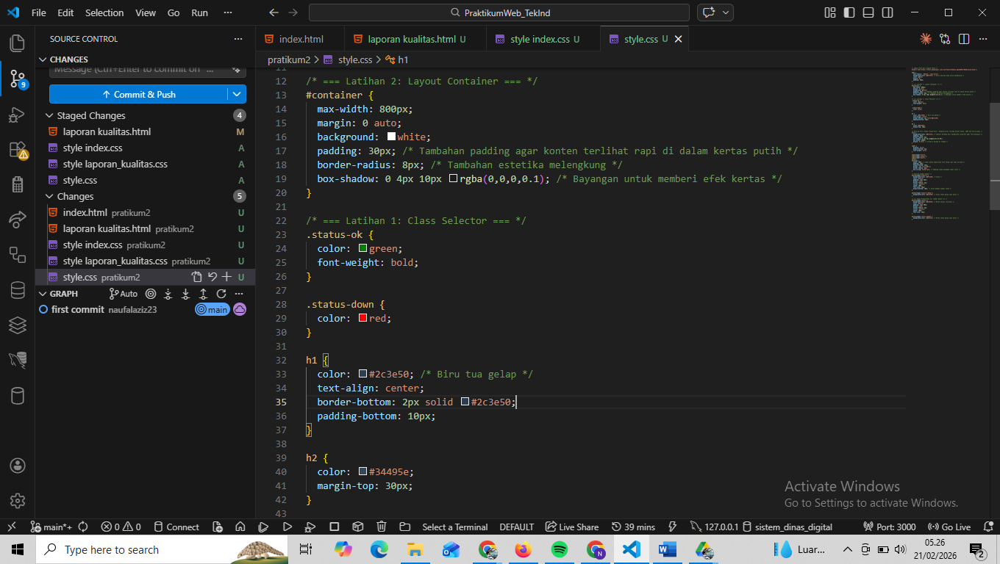 File Edit Selection View Go Run ··· PraktikumWeb_TekInd
SOURCE CONTROL ···
CHANGES
Message (Ctrl+Enter to commit on ...
Commit & Push
Staged Changes 4
laporan kualitas.html M
style index.css A
style laporan_kualitas.css A
style.css A
Changes 5
index.html pratikum2 U
laporan kualitas.html pratikum2 U
style index.css pratikum2 U
style laporan_kualitas.css pratikum2 U
style.css pratikum2 U
GRAPH Auto ···
first commit naufalaziz23 main
9
index.html laporan kualitas.html U style index.css U style.css U
pratikum2 > style.css > h1
11
12 /* === Latihan 2: Layout Container === */
13 #container {
14 max-width: 800px;
15 margin: 0 auto;
16 background: white;
17 padding: 30px; /* Tambahan padding agar konten terlihat rapi di dalam kertas putih */
18 border-radius: 8px; /* Tambahan estetika melengkung */
19 box-shadow: 0 4px 10px rgba(0,0,0,0.1); /* Bayangan untuk memberi efek kertas */
20 }
21
22 /* === Latihan 1: Class Selector === */
23 .status-ok {
24 color: green;
25 font-weight: bold;
26 }
27
28 .status-down {
29 color: red;
30 }
31
32 h1 {
33 color: #2c3e50; /* Biru tua gelap */
34 text-align: center;
35 border-bottom: 2px solid #2c3e50;
36 padding-bottom: 10px;
37 }
38
39 h2 {
40 color: #34495e;
41 margin-top: 30px;
42 }
43
Activate Windows
Go to Settings to activate Windows.
main*+ 0 0 Connect Select a Terminal DEFAULT Live Share 39 mins 127.0.0.1 sistem_dinas_digital Port: 3000 Go Live
Type here to search
Luar...
05.26
21/02/2026
2